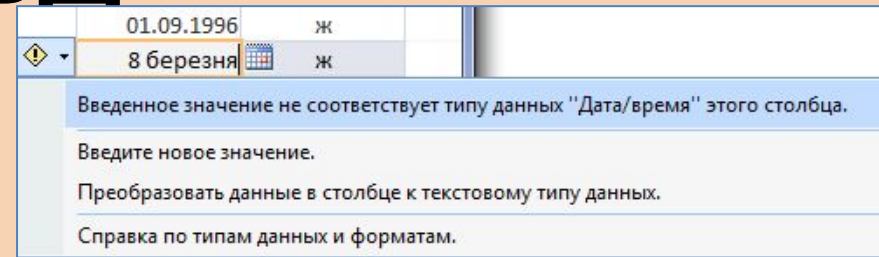 01.09.1996 ж
8 березня ж
Введенное значение не соответствует типу данных "Дата/время" этого столбца.
Введите новое значение.
Преобразовать данные в столбце к текстовому типу данных.
Справка по типам данных и форматам.